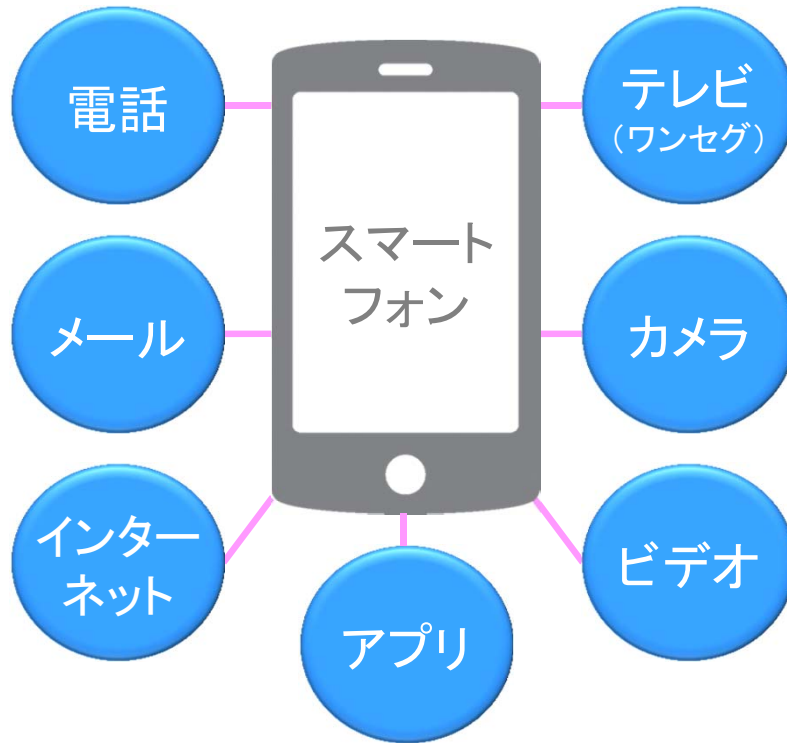 電話
テレビ
（ワンセグ）
スマート
フォン
メール
カメラ
インター
ネット
ビデオ
アプリ